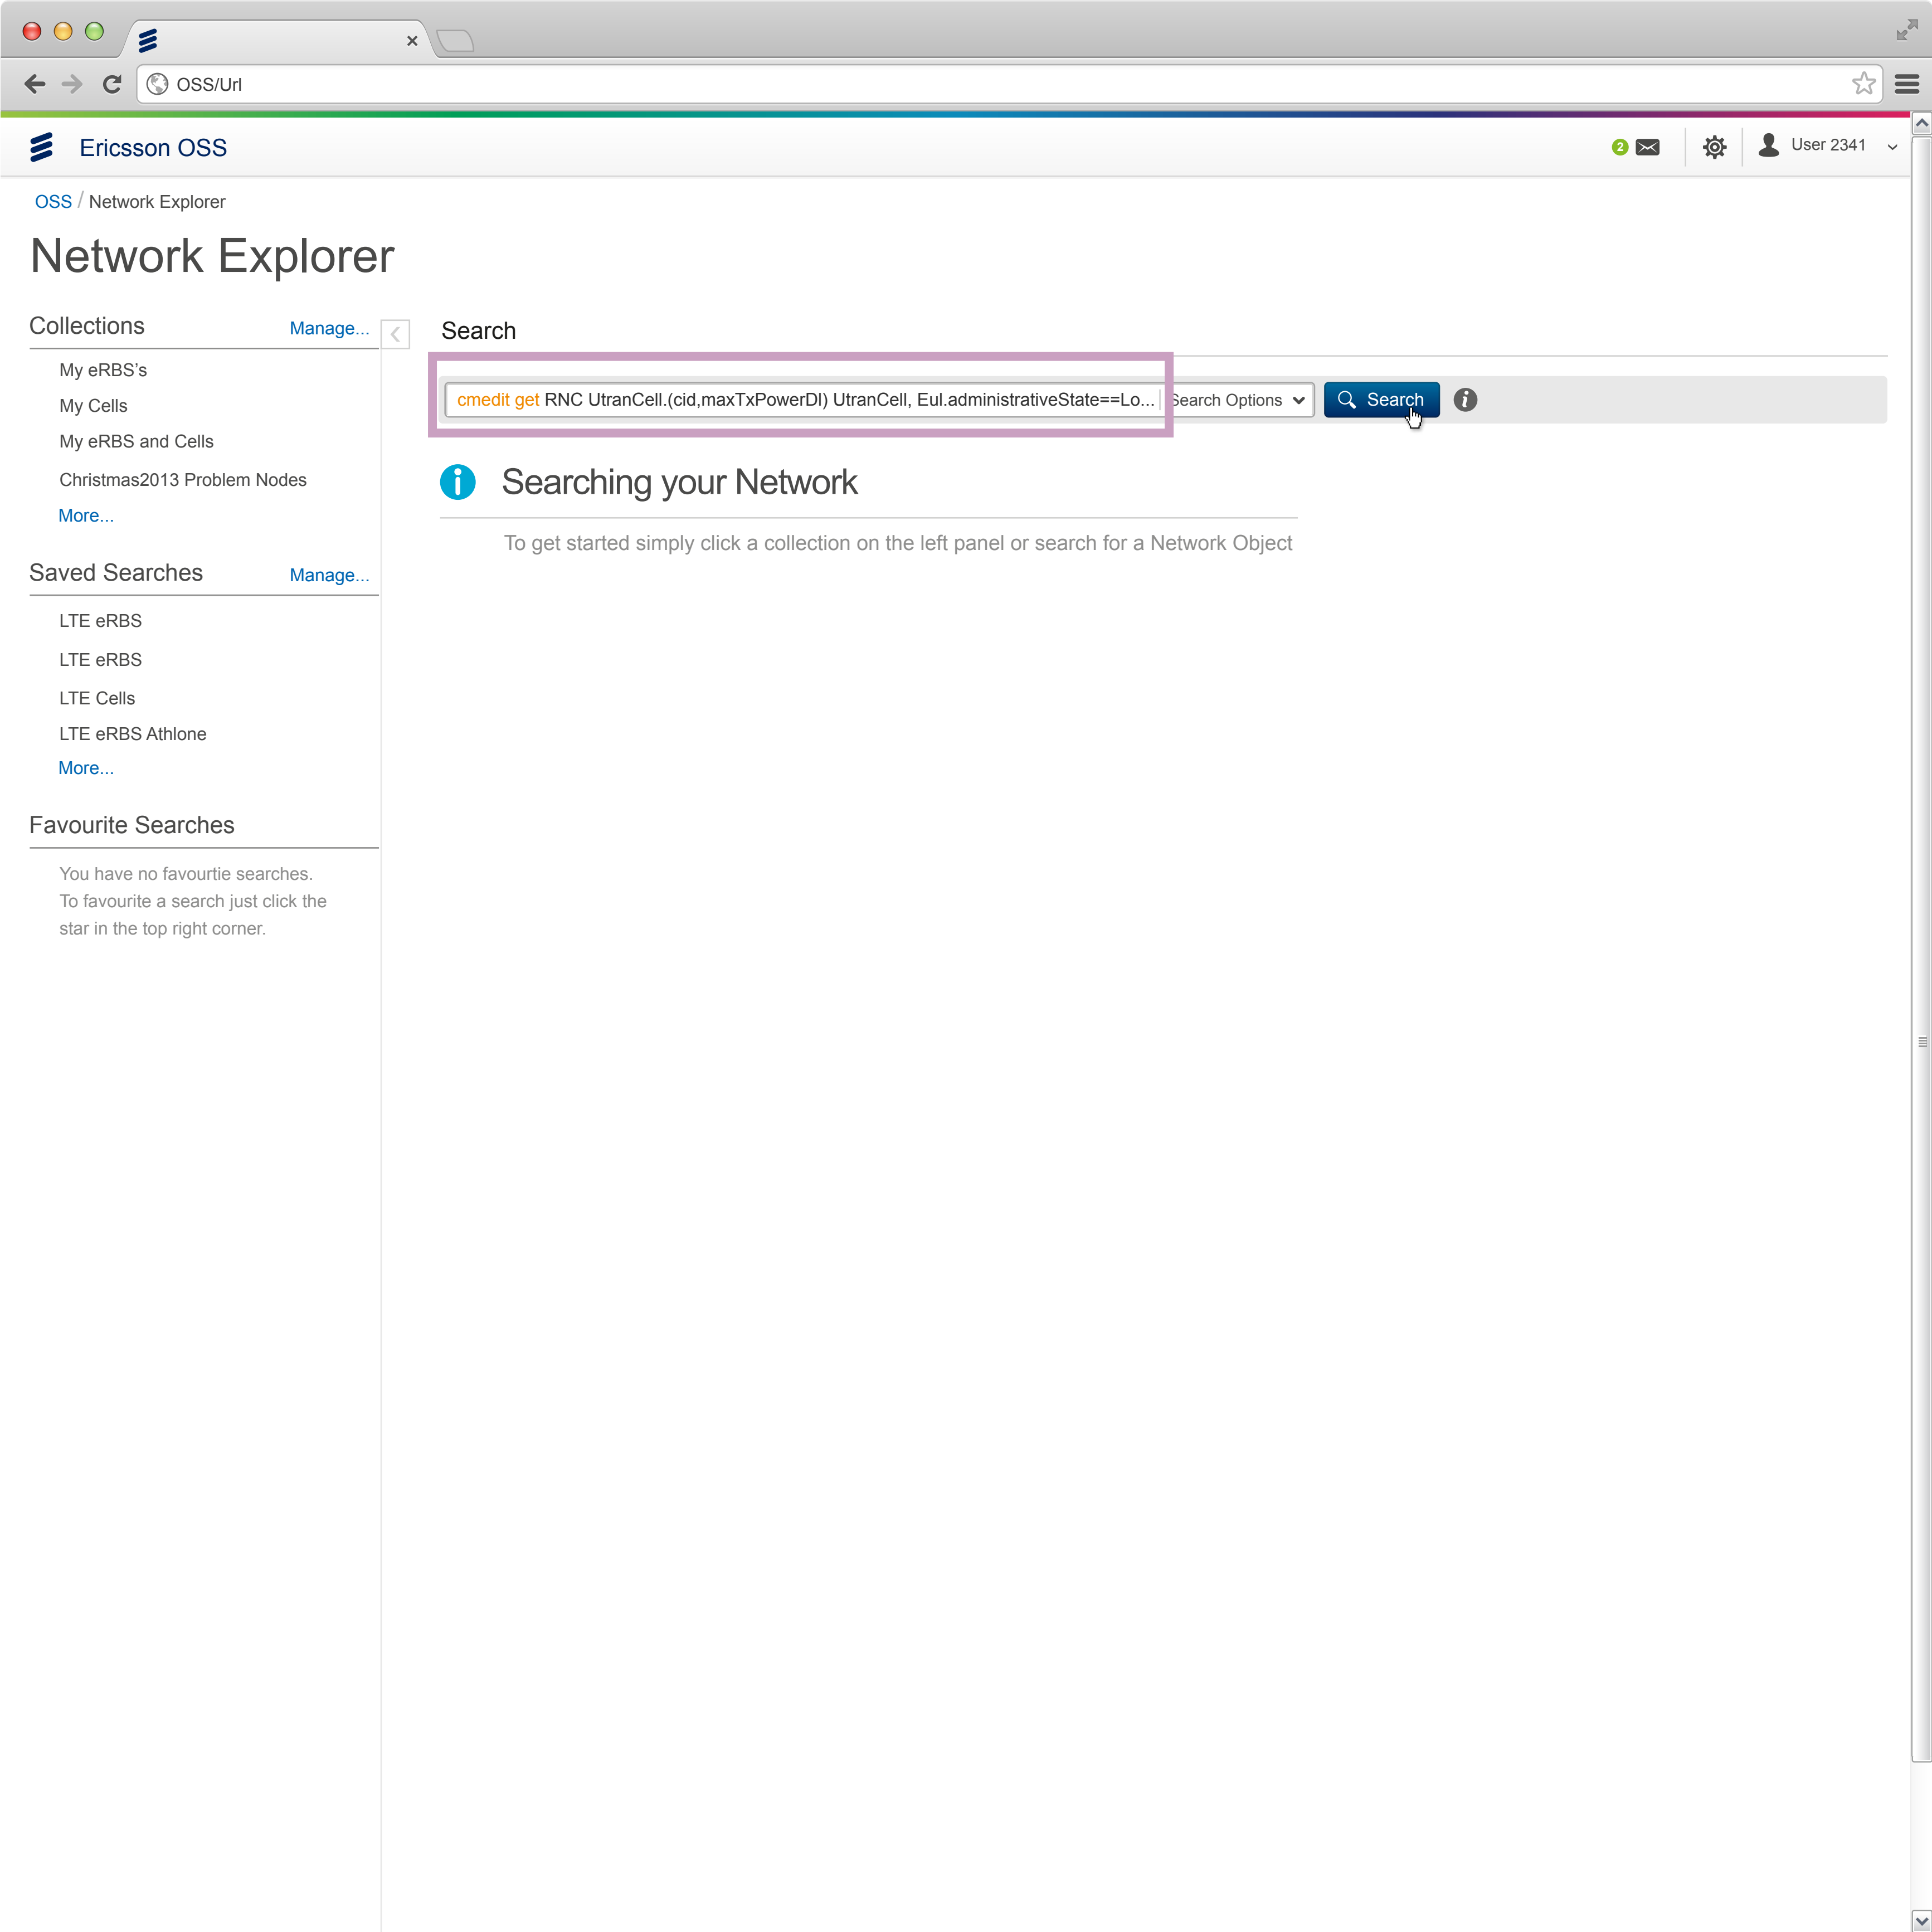 OSS/Url
Ericsson OSS
2
User 2341
OSS / Network Explorer
Network Explorer
Collections Manage...
My eRBS's
My Cells
My eRBS and Cells
Christmas2013 Problem Nodes
More...
Saved Searches Manage...
LTE eRBS
LTE eRBS
LTE Cells
LTE eRBS Athlone
More...
Favourite Searches
You have no favourtie searches.
To favourite a search just click the
star in the top right corner.
Search
cmedit get RNC UtranCell.(cid,maxTxPowerDl) UtranCell, Eul.administrativeState==Lo... Search Options Search
Searching your Network
To get started simply click a collection on the left panel or search for a Network Object